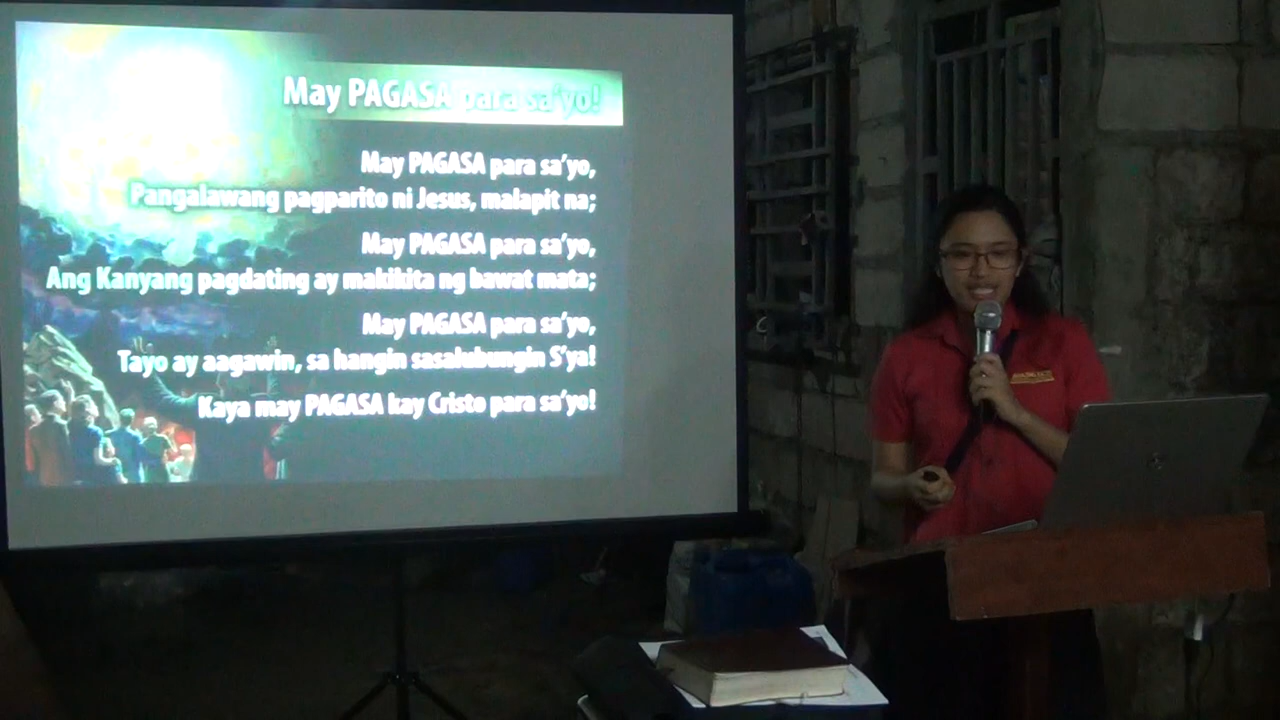 May PAGASA para sa'yo!
May PAGASA para sa'yo,
Pangalawang pagparito ni Jesus, malapit na;
May PAGASA para sa'yo,
Ang Kanyang pagdating ay makikita ng bawat mata;
May PAGASA para sa'yo,
Tayo ay aagawin, sa hangin sasalubungin S'ya!
Kaya may PAGASA kay Cristo para sa'yo!